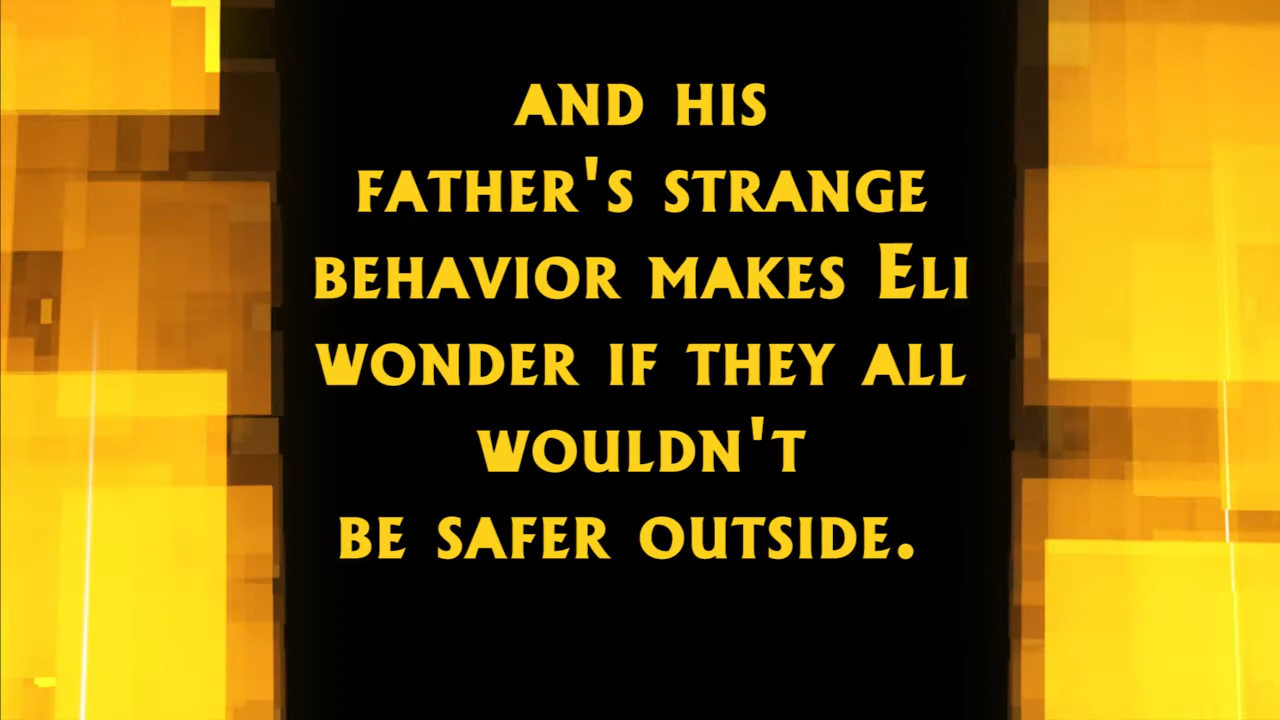 AND HIS
FATHER'S STRANGE
BEHAVIOR MAKES ELI
WONDER IF THEY ALL
WOULDN'T
BE SAFER OUTSIDE.